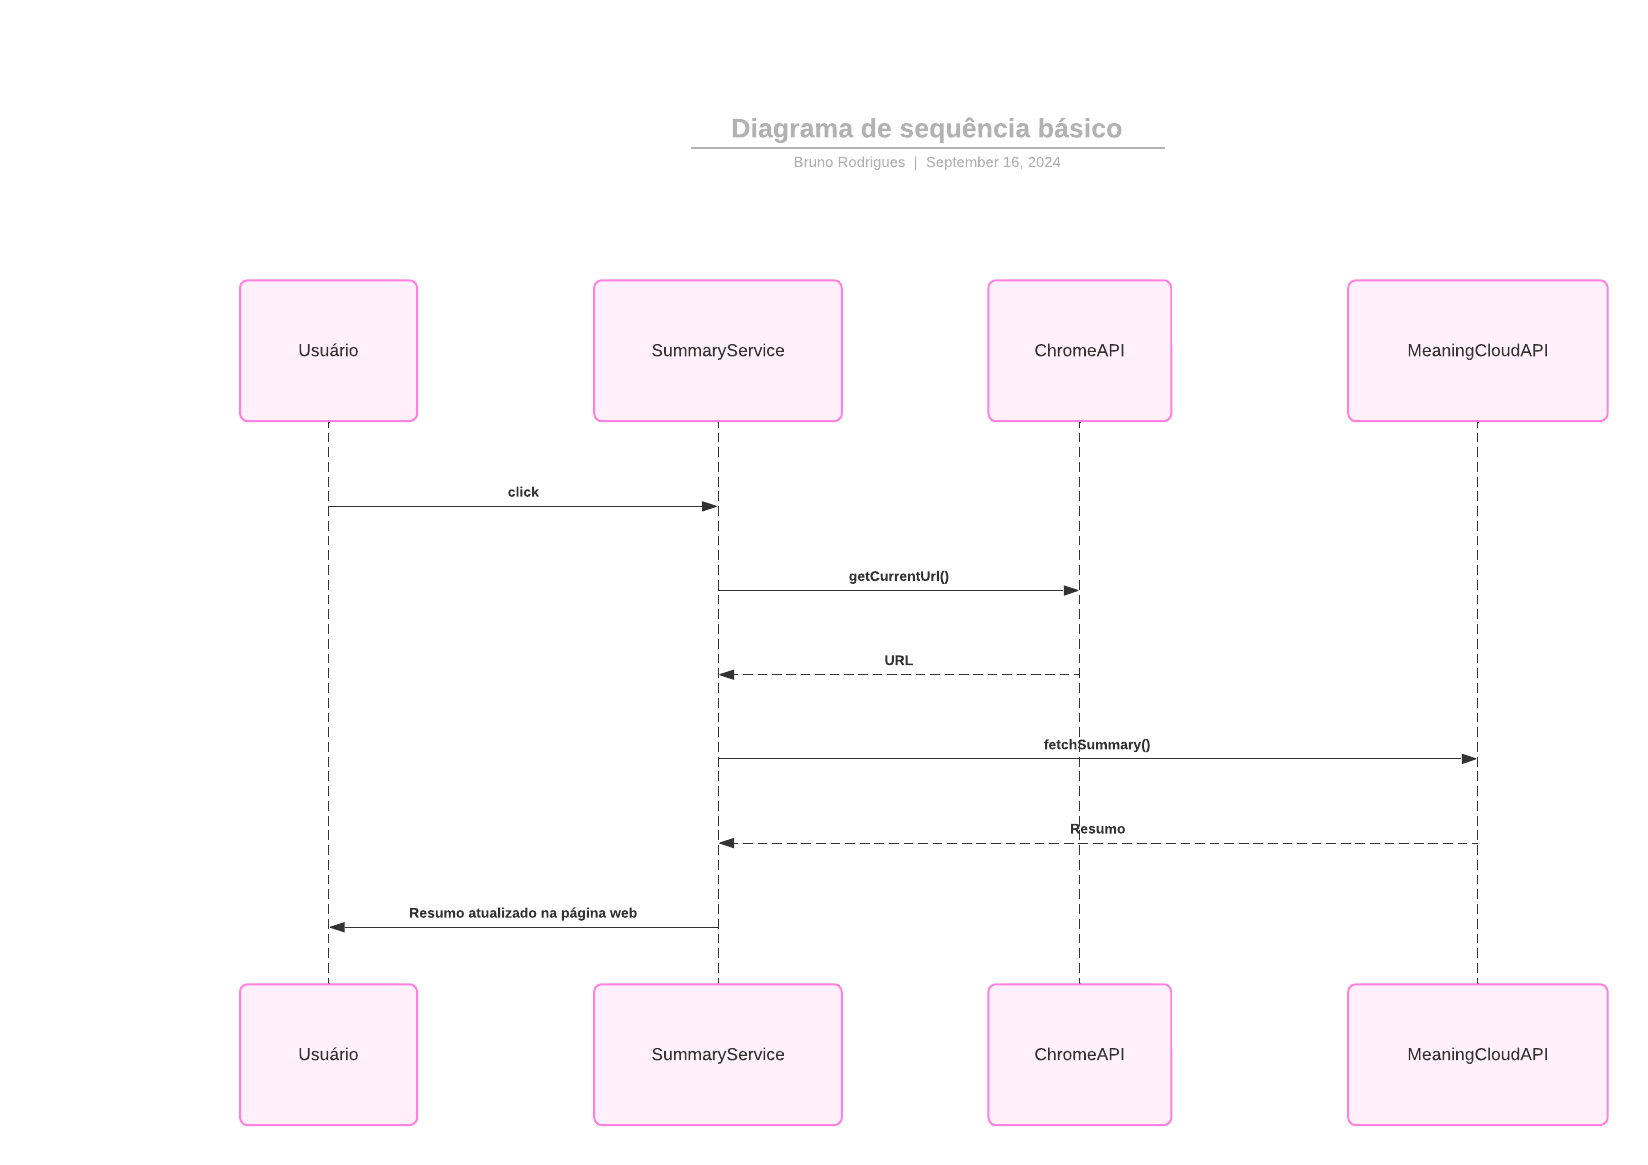 Diagrama de sequência básico
Bruno Rodrigues | September 16, 2024
Usuário
SummaryService
ChromeAPI
MeaningCloudAPI
click
getCurrentUrl()
URL
fetchSummary()
Resumo
Resumo atualizado na página web
Usuário
SummaryService
ChromeAPI
MeaningCloudAPI